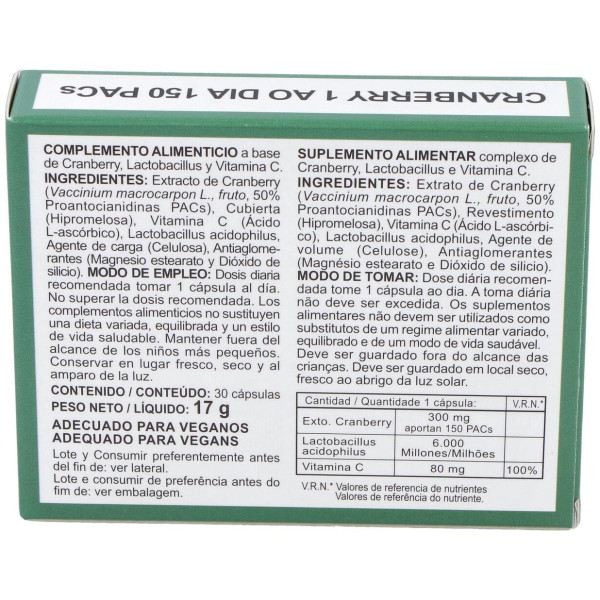 CRANBERRY 1 AO DIA 150 PACs
COMPLEMENTO ALIMENTICIO a base
de Cranberry, Lactobacillus y Vitamina C.
INGREDIENTES: Extracto de Cranberry
(Vaccinium macrocarpon L., fruto, 50%
Proantocianidinas PACs), Cubierta
(Hipromelosa), Vitamina C (Ácido
L-ascórbico), Lactobacillus acidophilus,
Agente de carga (Celulosa), Antiaglome-
rantes (Magnesio estearato y Dióxido de
silicio). MODO DE EMPLEO: Dosis diaria
recomendada tomar 1 cápsula al día.
No superar la dosis recomendada. Los
complementos alimenticios no sustituyen
una dieta variada, equilibrada y un estilo
de vida saludable. Mantener fuera del
alcance de los niños más pequeños.
Conservar en lugar fresco, seco y al
amparo de la luz.
CONTENIDO / CONTEÚDO: 30 cápsulas
PESO NETO / LÍQUIDO: 17 g
ADECUADO PARA VEGANOS
ADEQUADO PARA VEGANS
Lote y Consumir preferentemente antes
del fin de: ver lateral.
Lote e consumir de preferência antes do
fim de: ver embalagem.
SUPLEMENTO ALIMENTAR complexo de
Cranberry, Lactobacillus e Vitamina C.
INGREDIENTES: Extrato de Cranberry
(Vaccinium macrocarpon L., fruto, 50%
Proantocianidinas PACs), Revestimento
(Hipromelosa), Vitamina C (Ácido L-ascórbi-
co), Lactobacillus acidophilus, Agente de
volume (Celulose), Antiaglomerantes
(Magnésio estearato e Dióxido de silício).
MODO DE TOMAR: Dose diária recomen-
dada tome 1 cápsula ao dia. A toma diária
não deve ser excedida. Os suplementos
alimentares não devem ser utilizados como
substitutos de um regime alimentar variado,
equilibrado e de um modo de vida saudável.
Deve ser guardado fora do alcance das
crianças. Deve ser guardado em local seco,
fresco ao abrigo da luz solar.
Cantidad / Quantidade 1 cápsula: V.R.N.*
Exto. Cranberry 300 mg
aportan 150 PACs
Lactobacillus 6.000
acidophilus Millones/Milhões
Vitamina C 80 mg 100%
V.R.N.* Valores de referencia de nutrientes
Valores de referência do nutriente.